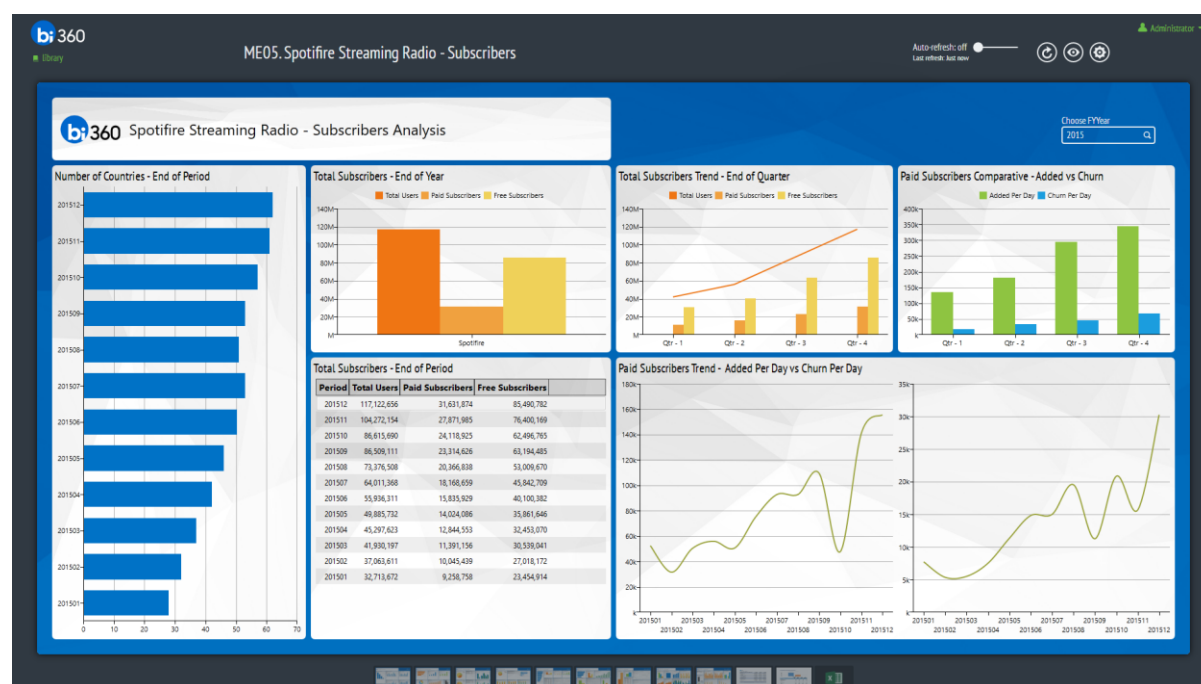 bi 360
Library
ME05. Spotifire Streaming Radio - Subscribers
Auto-refresh: off
Last refresh: Just now
Administrator
bi 360 Spotifire Streaming Radio - Subscribers Analysis
Choose FYYear
2015
Number of Countries - End of Period
201512
201511
201510
201509
201508
201507
201506
201505
201504
201503
201502
201501
0 10 20 30 40 50 60 70
Total Subscribers - End of Year
Total Users Paid Subscribers Free Subscribers
140M
120M
100M
80M
60M
40M
20M
M
Spotifire
Total Subscribers Trend - End of Quarter
Total Users Paid Subscribers Free Subscribers
140M
120M
100M
80M
60M
40M
20M
M
Qtr - 1 Qtr - 2 Qtr - 3 Qtr - 4
Paid Subscribers Comparative - Added vs Churn
Added Per Day Churn Per Day
400k
350k
300k
250k
200k
150k
100k
50k
k
Qtr - 1 Qtr - 2 Qtr - 3 Qtr - 4
Total Subscribers - End of Period
Period Total Users Paid Subscribers Free Subscribers
201512 117,122,656 31,631,874 85,490,782
201511 104,272,154 27,871,985 76,400,169
201510 86,615,690 24,118,925 62,496,765
201509 86,509,111 23,314,626 63,194,485
201508 73,376,508 20,366,838 53,009,670
201507 64,011,368 18,168,659 45,842,709
201506 55,936,311 15,835,929 40,100,382
201505 49,885,732 14,024,086 35,861,646
201504 45,297,623 12,844,553 32,453,070
201503 41,930,197 11,391,156 30,539,041
201502 37,063,611 10,045,439 27,018,172
201501 32,713,672 9,258,758 23,454,914
Paid Subscribers Trend - Added Per Day vs Churn Per Day
180k
160k
140k
120k
100k
80k
60k
40k
20k
k
201501 201503 201505 201507 201509 201511
201502 201504 201506 201508 201510 201512
35k
30k
25k
20k
15k
10k
5k
k
201501 201503 201505 201507 201509 201511
201502 201504 201506 201508 201510 201512